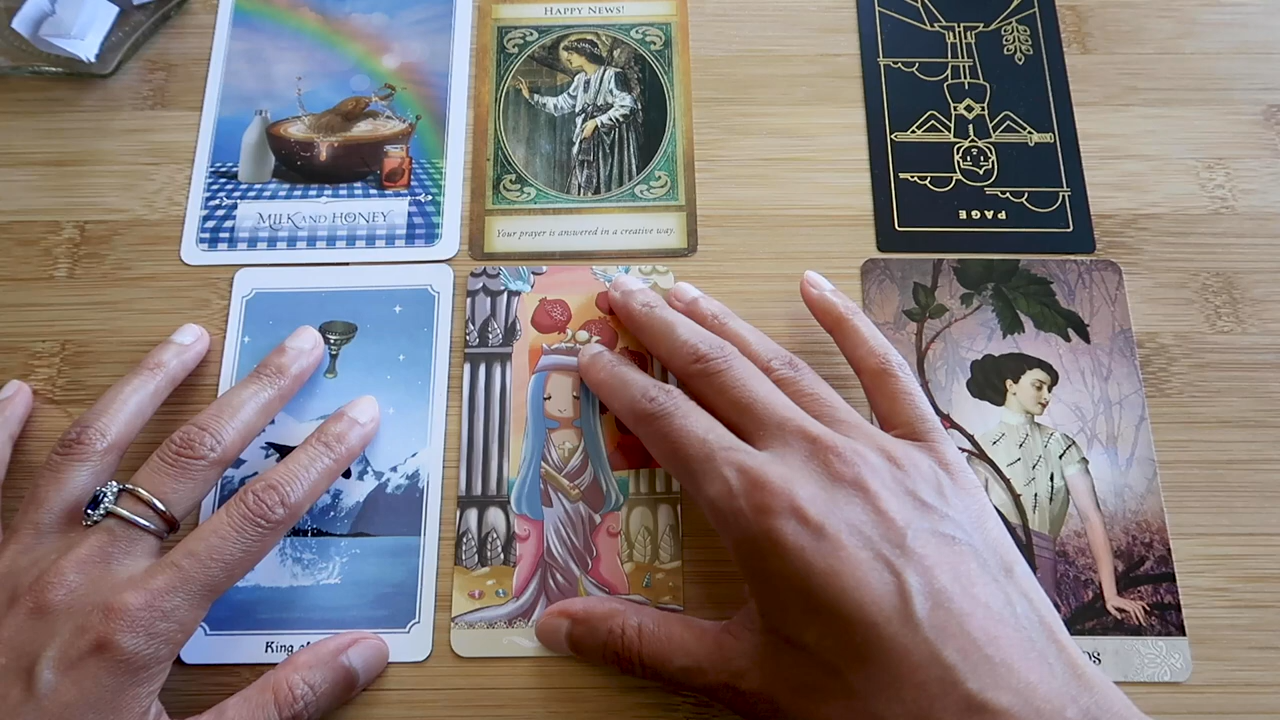 HAPPY NEWS!
MILK AND HONEY
Your prayer is answered in a creative way.
PAGE
King